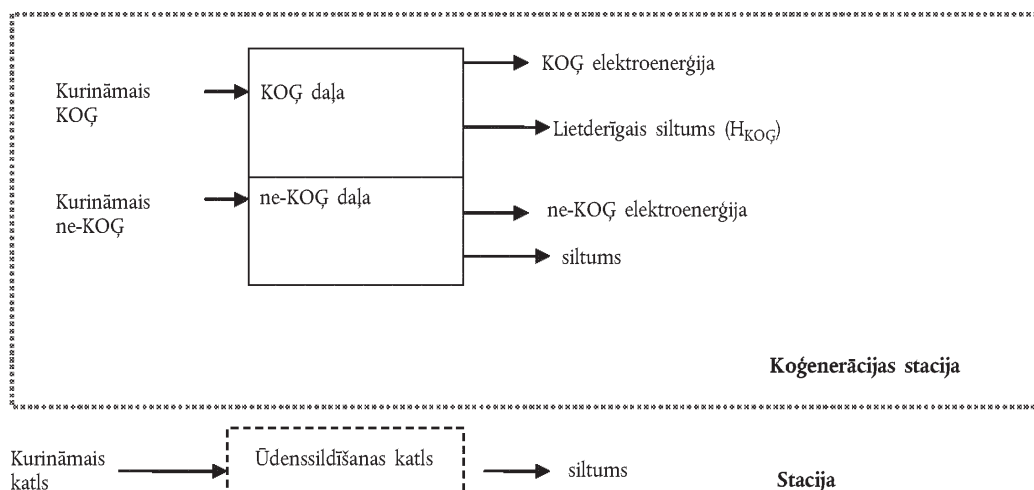 KOĢ elektroenerģija
Kurināmais
KOĢ
KOĢ daļa
Lietderīgais siltums (HKOĢ)
Kurināmais
ne-KOĢ
ne-KOĢ daļa
ne-KOĢ elektroenerģija
siltums
Koģenerācijas stacija
Kurināmais
katls
Ūdenssildīšanas katls
siltums
Stacija